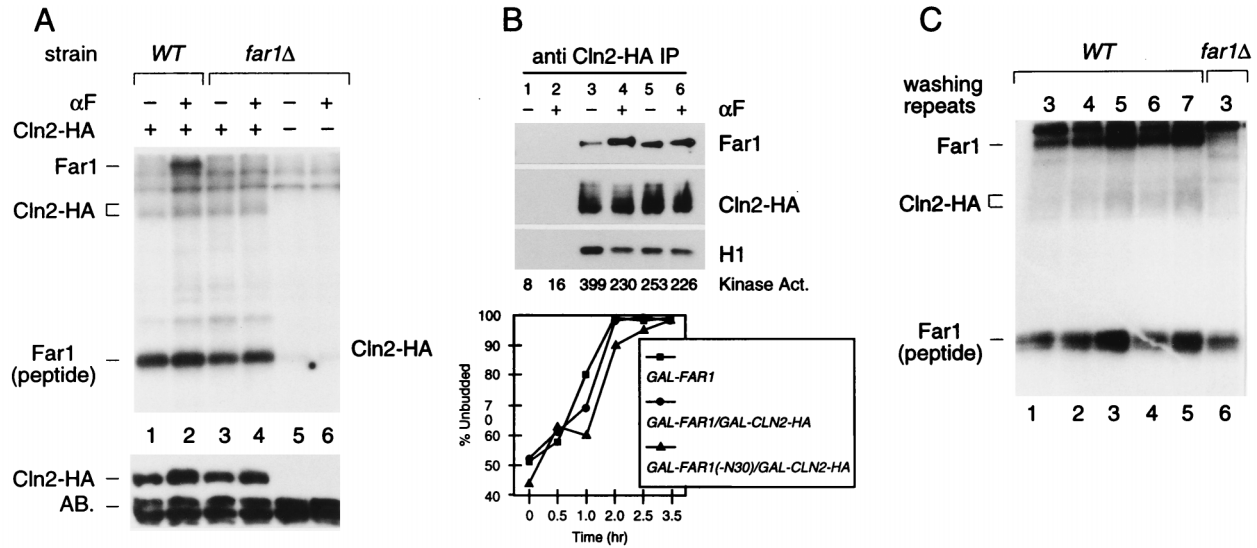 A
strain WT far1Δ
αF − + − + − +
Cln2-HA + + + + − −
Far1 −
Cln2-HA
Far1 −
(peptide)
1 2 3 4 5 6
Cln2-HA −
AB. −
B
anti Cln2-HA IP
1 2 3 4 5 6
− + − + − + αF
Far1
Cln2-HA
H1
8 16 399 230 253 226 Kinase Act.
Cln2-HA
100
90
80
7
0
60
50
40
% Unbudded
0 0.5 1.0 2.0 2.5 3.5
Time (hr)
GAL-FAR1
GAL-FAR1/GAL-CLN2-HA
GAL-FAR1(-N30)/GAL-CLN2-HA
C
WT far1Δ
washing
repeats 3 4 5 6 7 3
Far1 −
Cln2-HA
Far1 −
(peptide)
1 2 3 4 5 6